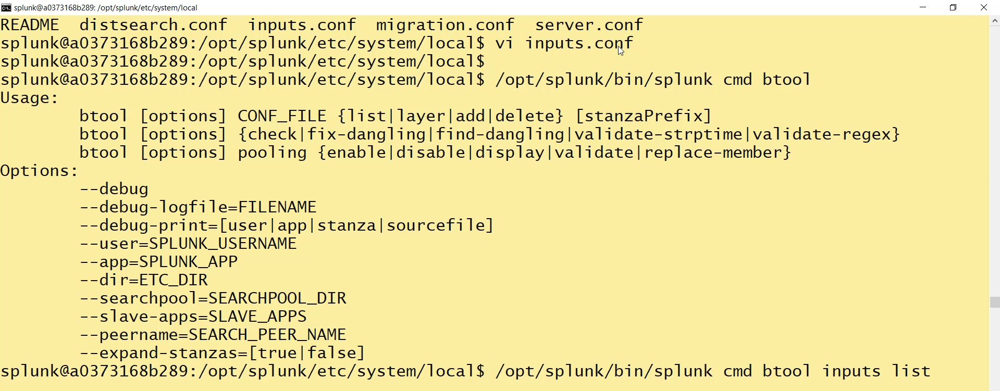 splunk@a0373168b289: /opt/splunk/etc/system/local
README  distsearch.conf  inputs.conf  migration.conf  server.conf
splunk@a0373168b289:/opt/splunk/etc/system/local$ vi inputs.conf
splunk@a0373168b289:/opt/splunk/etc/system/local$
splunk@a0373168b289:/opt/splunk/etc/system/local$ /opt/splunk/bin/splunk cmd btool
Usage:
        btool [options] CONF_FILE {list|layer|add|delete} [stanzaPrefix]
        btool [options] {check|fix-dangling|find-dangling|validate-strptime|validate-regex}
        btool [options] pooling {enable|disable|display|validate|replace-member}
Options:
        --debug
        --debug-logfile=FILENAME
        --debug-print=[user|app|stanza|sourcefile]
        --user=SPLUNK_USERNAME
        --app=SPLUNK_APP
        --dir=ETC_DIR
        --searchpool=SEARCHPOOL_DIR
        --slave-apps=SLAVE_APPS
        --peername=SEARCH_PEER_NAME
        --expand-stanzas=[true|false]
splunk@a0373168b289:/opt/splunk/etc/system/local$ /opt/splunk/bin/splunk cmd btool inputs list